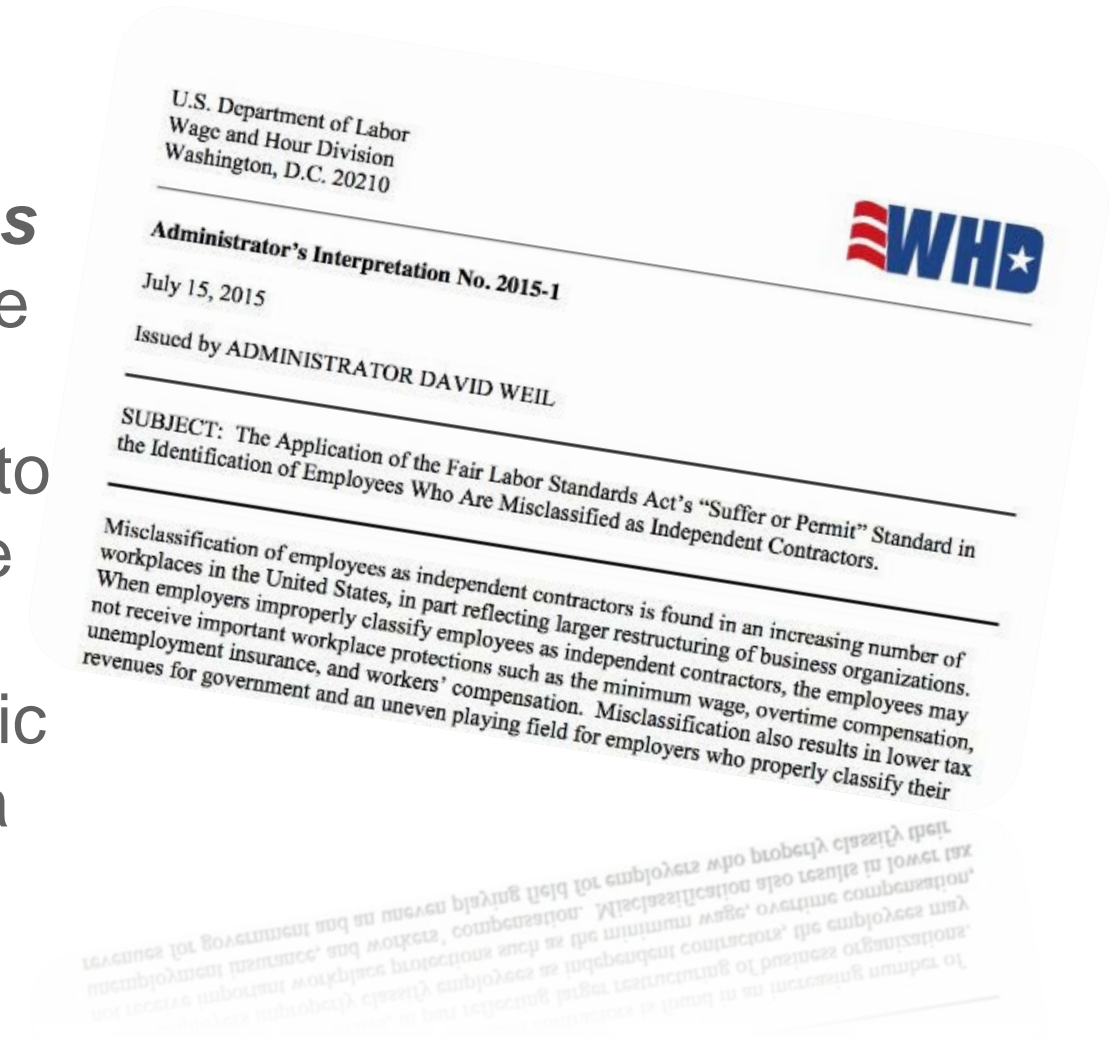 s
e
to
e
ic
a
U.S. Department of Labor
Wage and Hour Division
Washington, D.C. 20210
WHD
Administrator's Interpretation No. 2015-1
July 15, 2015
Issued by ADMINISTRATOR DAVID WEIL
SUBJECT: The Application of the Fair Labor Standards Act's “Suffer or Permit” Standard in
the Identification of Employees Who Are Misclassified as Independent Contractors.
Misclassification of employees as independent contractors is found in an increasing number of
workplaces in the United States, in part reflecting larger restructuring of business organizations.
When employers improperly classify employees as independent contractors, the employees may
not receive important workplace protections such as the minimum wage, overtime compensation,
unemployment insurance, and workers' compensation. Misclassification also results in lower tax
revenues for government and an uneven playing field for employers who properly classify their